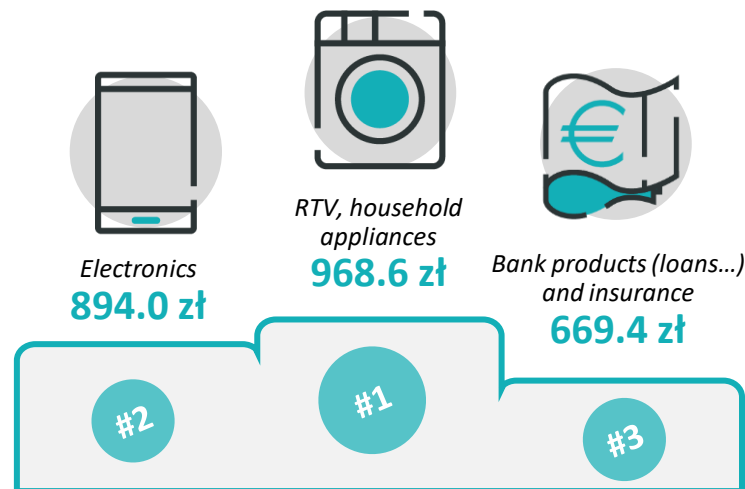 Electronics
894.0 zł
RTV, household
appliances
968.6 zł
Bank products (loans...)
and insurance
669.4 zł
€
#2
#1
#3